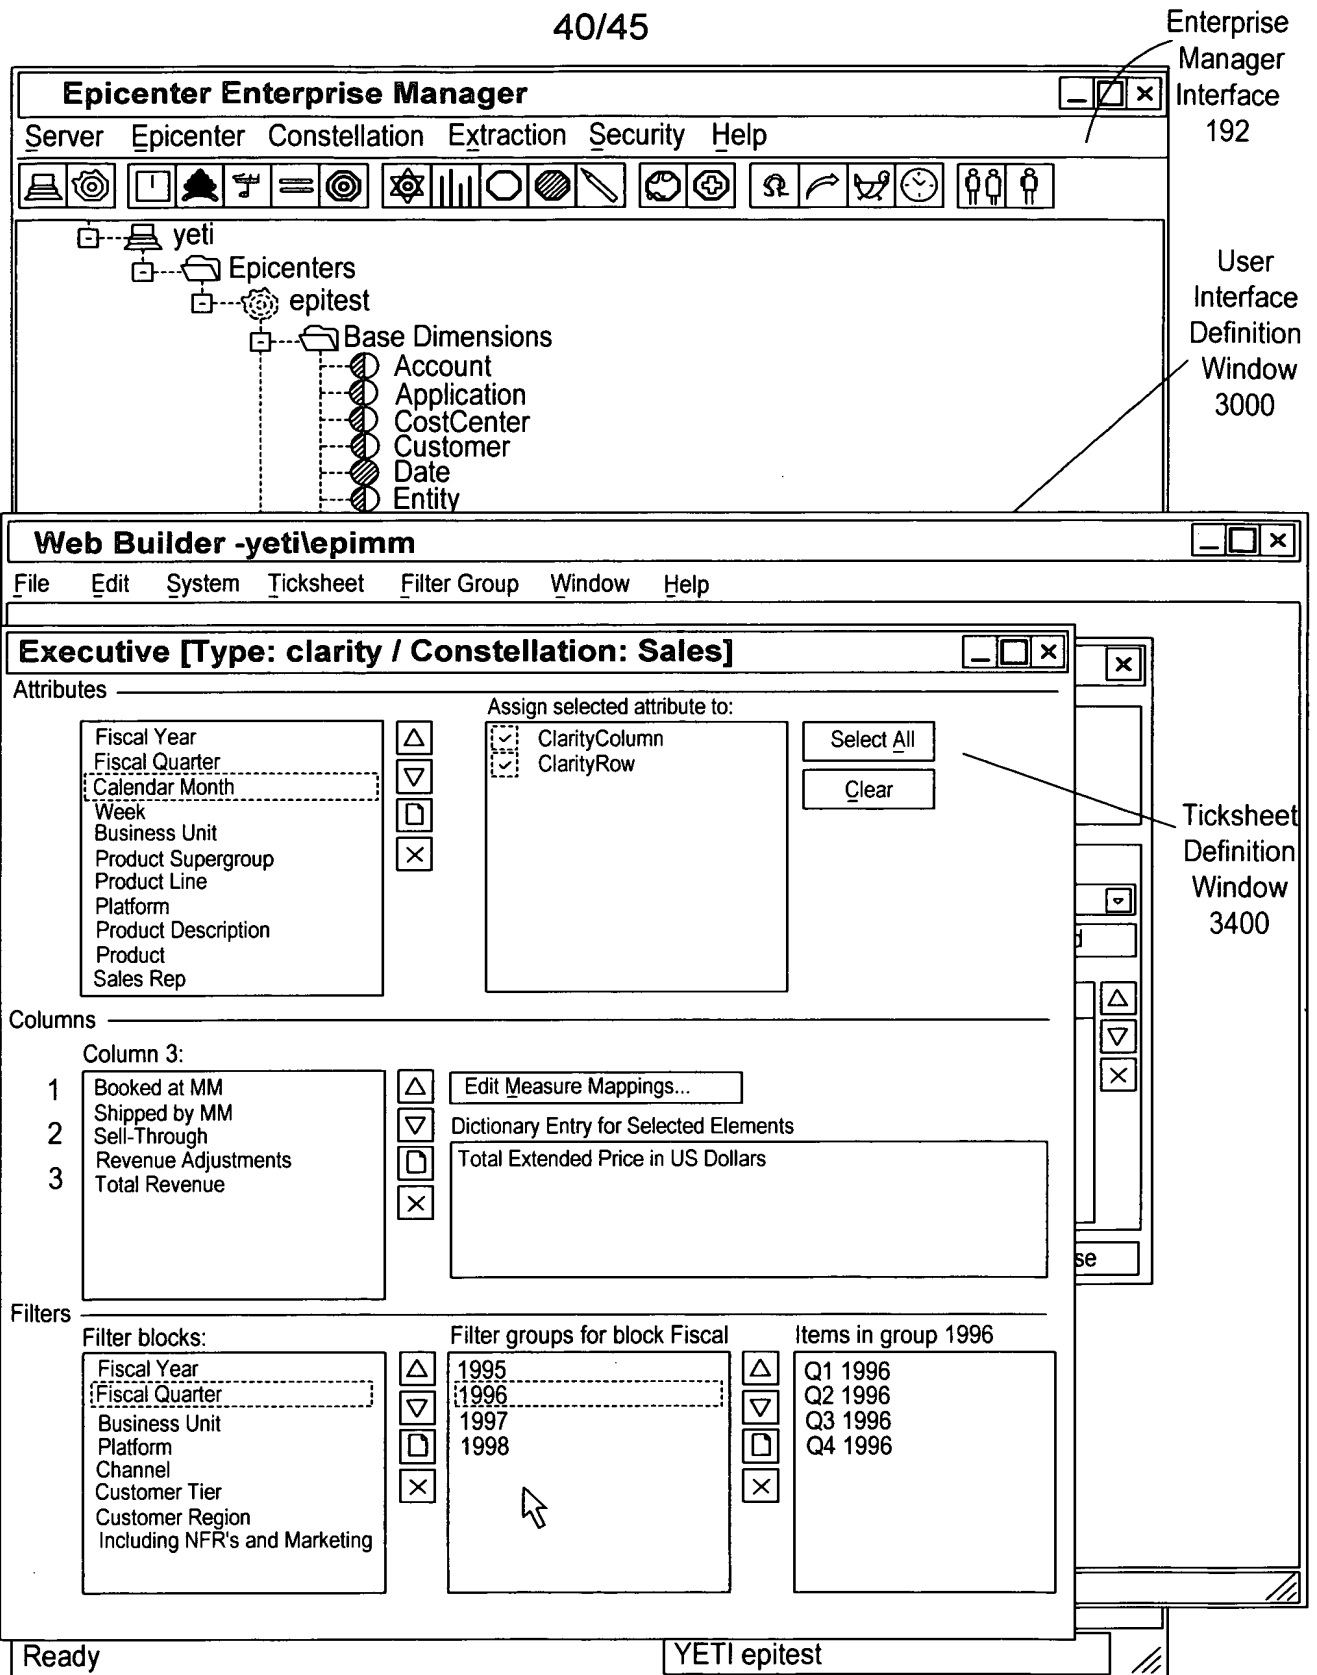 40/45
Enterprise
Manager
Interface
192
Epicenter Enterprise Manager
Server Epicenter Constellation Extraction Security Help
yeti
Epicenters
epitest
Base Dimensions
Account
Application
CostCenter
Customer
Date
Entity
User
Interface
Definition
Window
3000
Web Builder -yeti\epimm
File Edit System Ticksheet Filter Group Window Help
Executive [Type: clarity / Constellation: Sales]
Attributes
Fiscal Year
Fiscal Quarter
Calendar Month
Week
Business Unit
Product Supergroup
Product Line
Platform
Product Description
Product
Sales Rep
Assign selected attribute to:
ClarityColumn
ClarityRow
Select All
Clear
Ticksheet
Definition
Window
3400
Columns
Column 3:
1
2
3
Booked at MM
Shipped by MM
Sell-Through
Revenue Adjustments
Total Revenue
Edit Measure Mappings...
Dictionary Entry for Selected Elements
Total Extended Price in US Dollars
se
Filters
Filter blocks:
Fiscal Year
Fiscal Quarter
Business Unit
Platform
Channel
Customer Tier
Customer Region
Including NFR's and Marketing
Filter groups for block Fiscal
1995
1996
1997
1998
Items in group 1996
Q1 1996
Q2 1996
Q3 1996
Q4 1996
Ready
YETI epitest